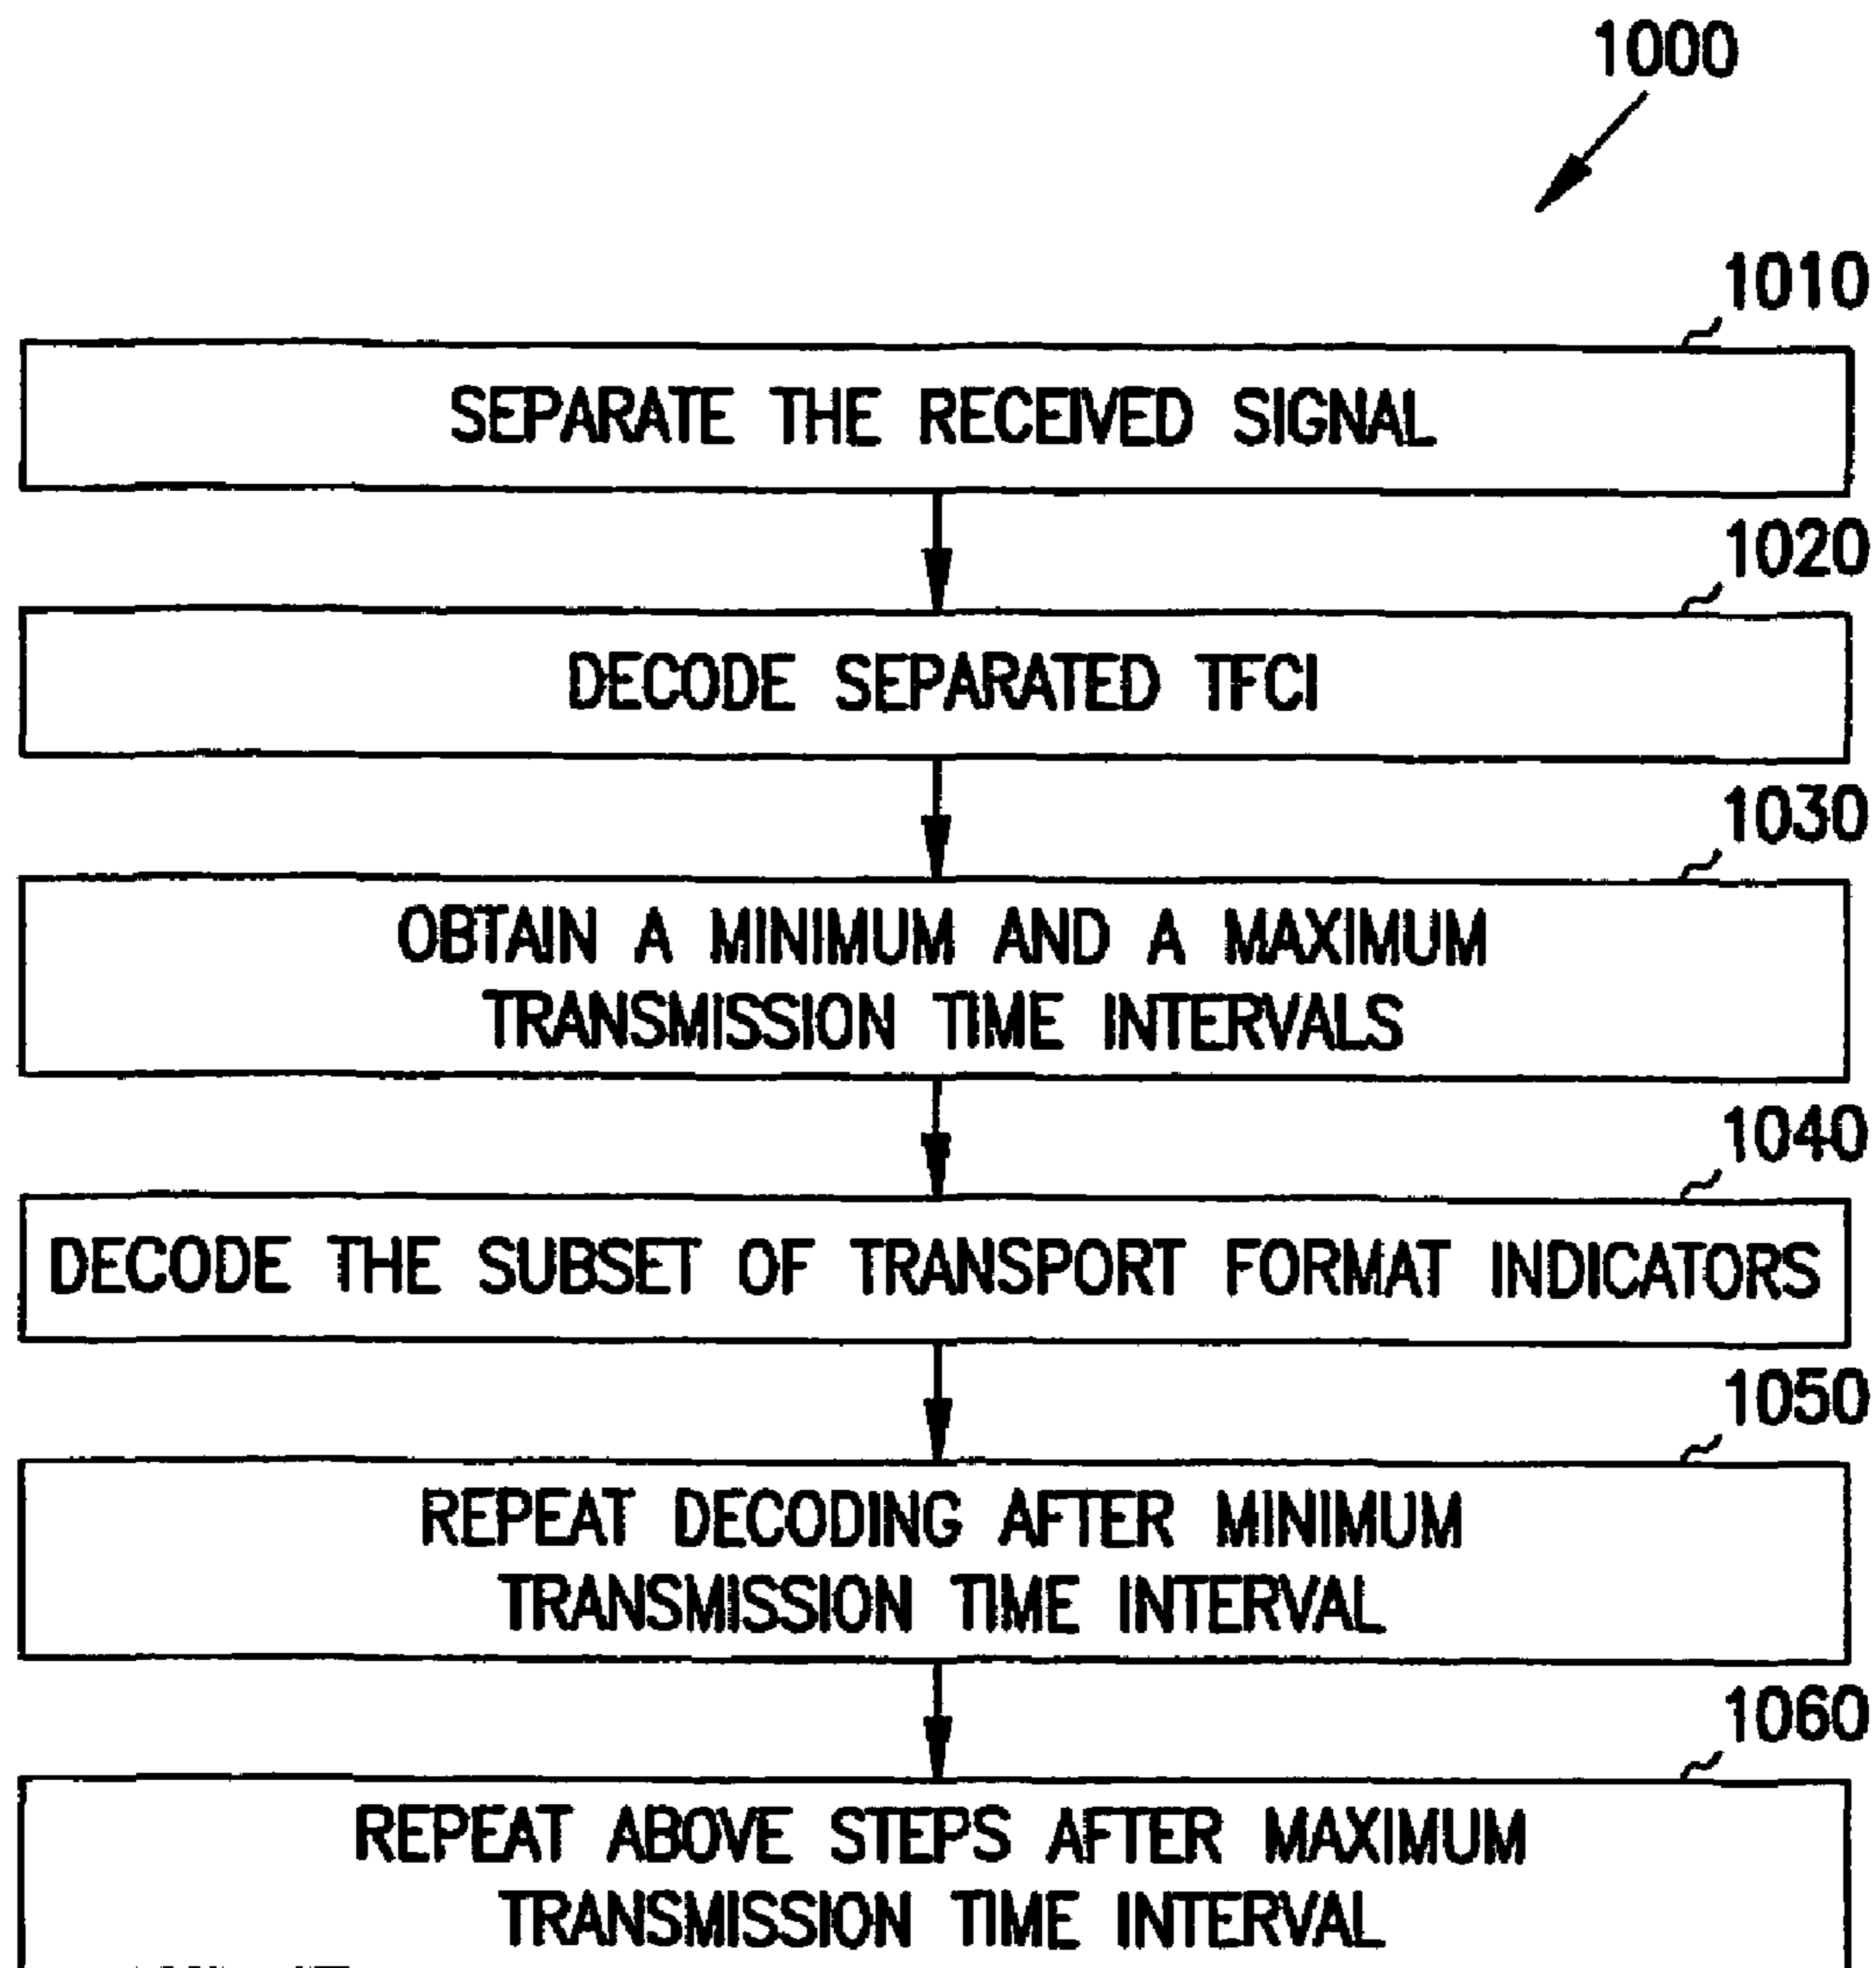 1000
1010
SEPARATE THE RECEIVED SIGNAL
1020
DECODE SEPARATED TFCI
1030
OBTAIN A MINIMUM AND A MAXIMUM
TRANSMISSION TIME INTERVALS
1040
DECODE THE SUBSET OF TRANSPORT FORMAT INDICATORS
1050
REPEAT DECODING AFTER MINIMUM
TRANSMISSION TIME INTERVAL
1060
REPEAT ABOVE STEPS AFTER MAXIMUM
TRANSMISSION TIME INTERVAL